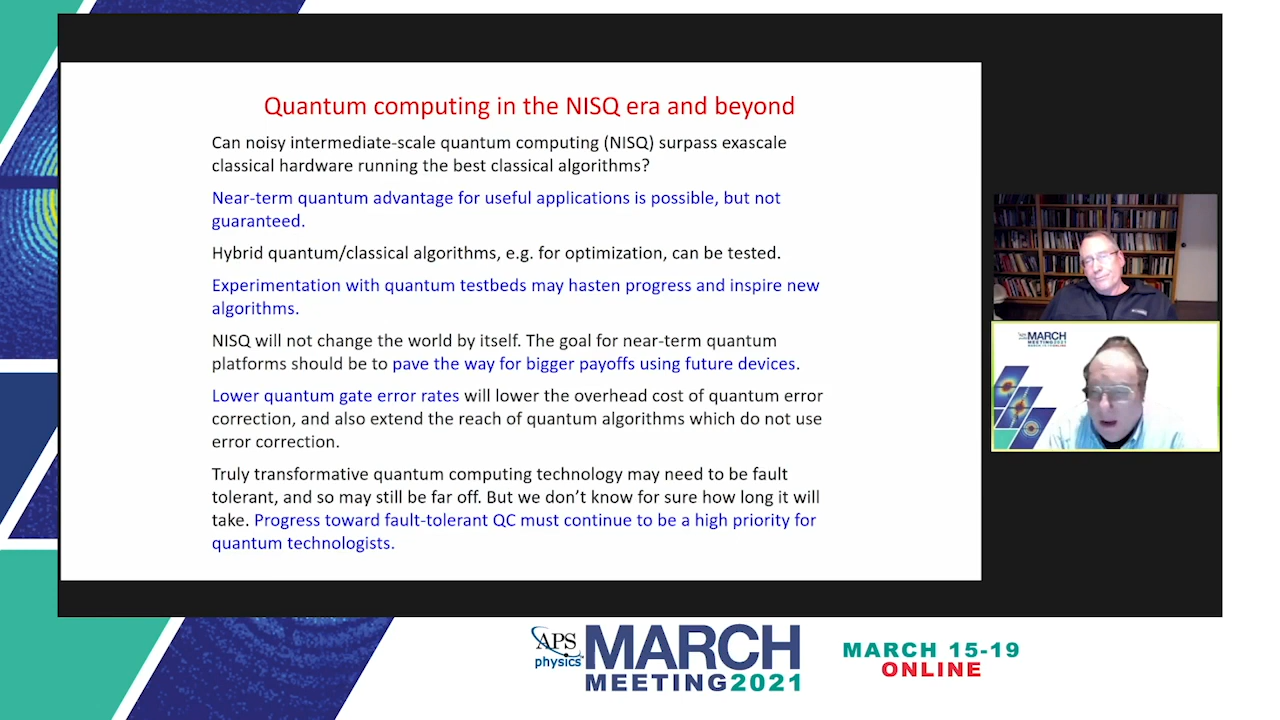 Quantum computing in the NISQ era and beyond
Can noisy intermediate-scale quantum computing (NISQ) surpass exascale
classical hardware running the best classical algorithms?
Near-term quantum advantage for useful applications is possible, but not
guaranteed.
Hybrid quantum/classical algorithms, e.g. for optimization, can be tested.
Experimentation with quantum testbeds may hasten progress and inspire new
algorithms.
NISQ will not change the world by itself. The goal for near-term quantum
platforms should be to pave the way for bigger payoffs using future devices.
Lower quantum gate error rates will lower the overhead cost of quantum error
correction, and also extend the reach of quantum algorithms which do not use
error correction.
Truly transformative quantum computing technology may need to be fault
tolerant, and so may still be far off. But we don't know for sure how long it will
take. Progress toward fault-tolerant QC must continue to be a high priority for
quantum technologists.
MARCH
MEETING2021
APS
physics
MARCH
MEETING2021
MARCH 15-19
ONLINE